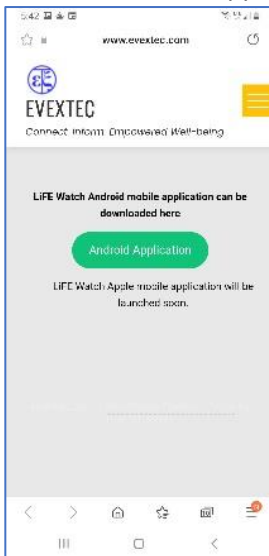 5:42
www.evextec.com
EVEXTEC
Connect. Inform. Empowered Well-being
LiFE Watch Android mobile application can be
downloaded here
Android Application
LiFE Watch Apple mobile application will be
launched soon.